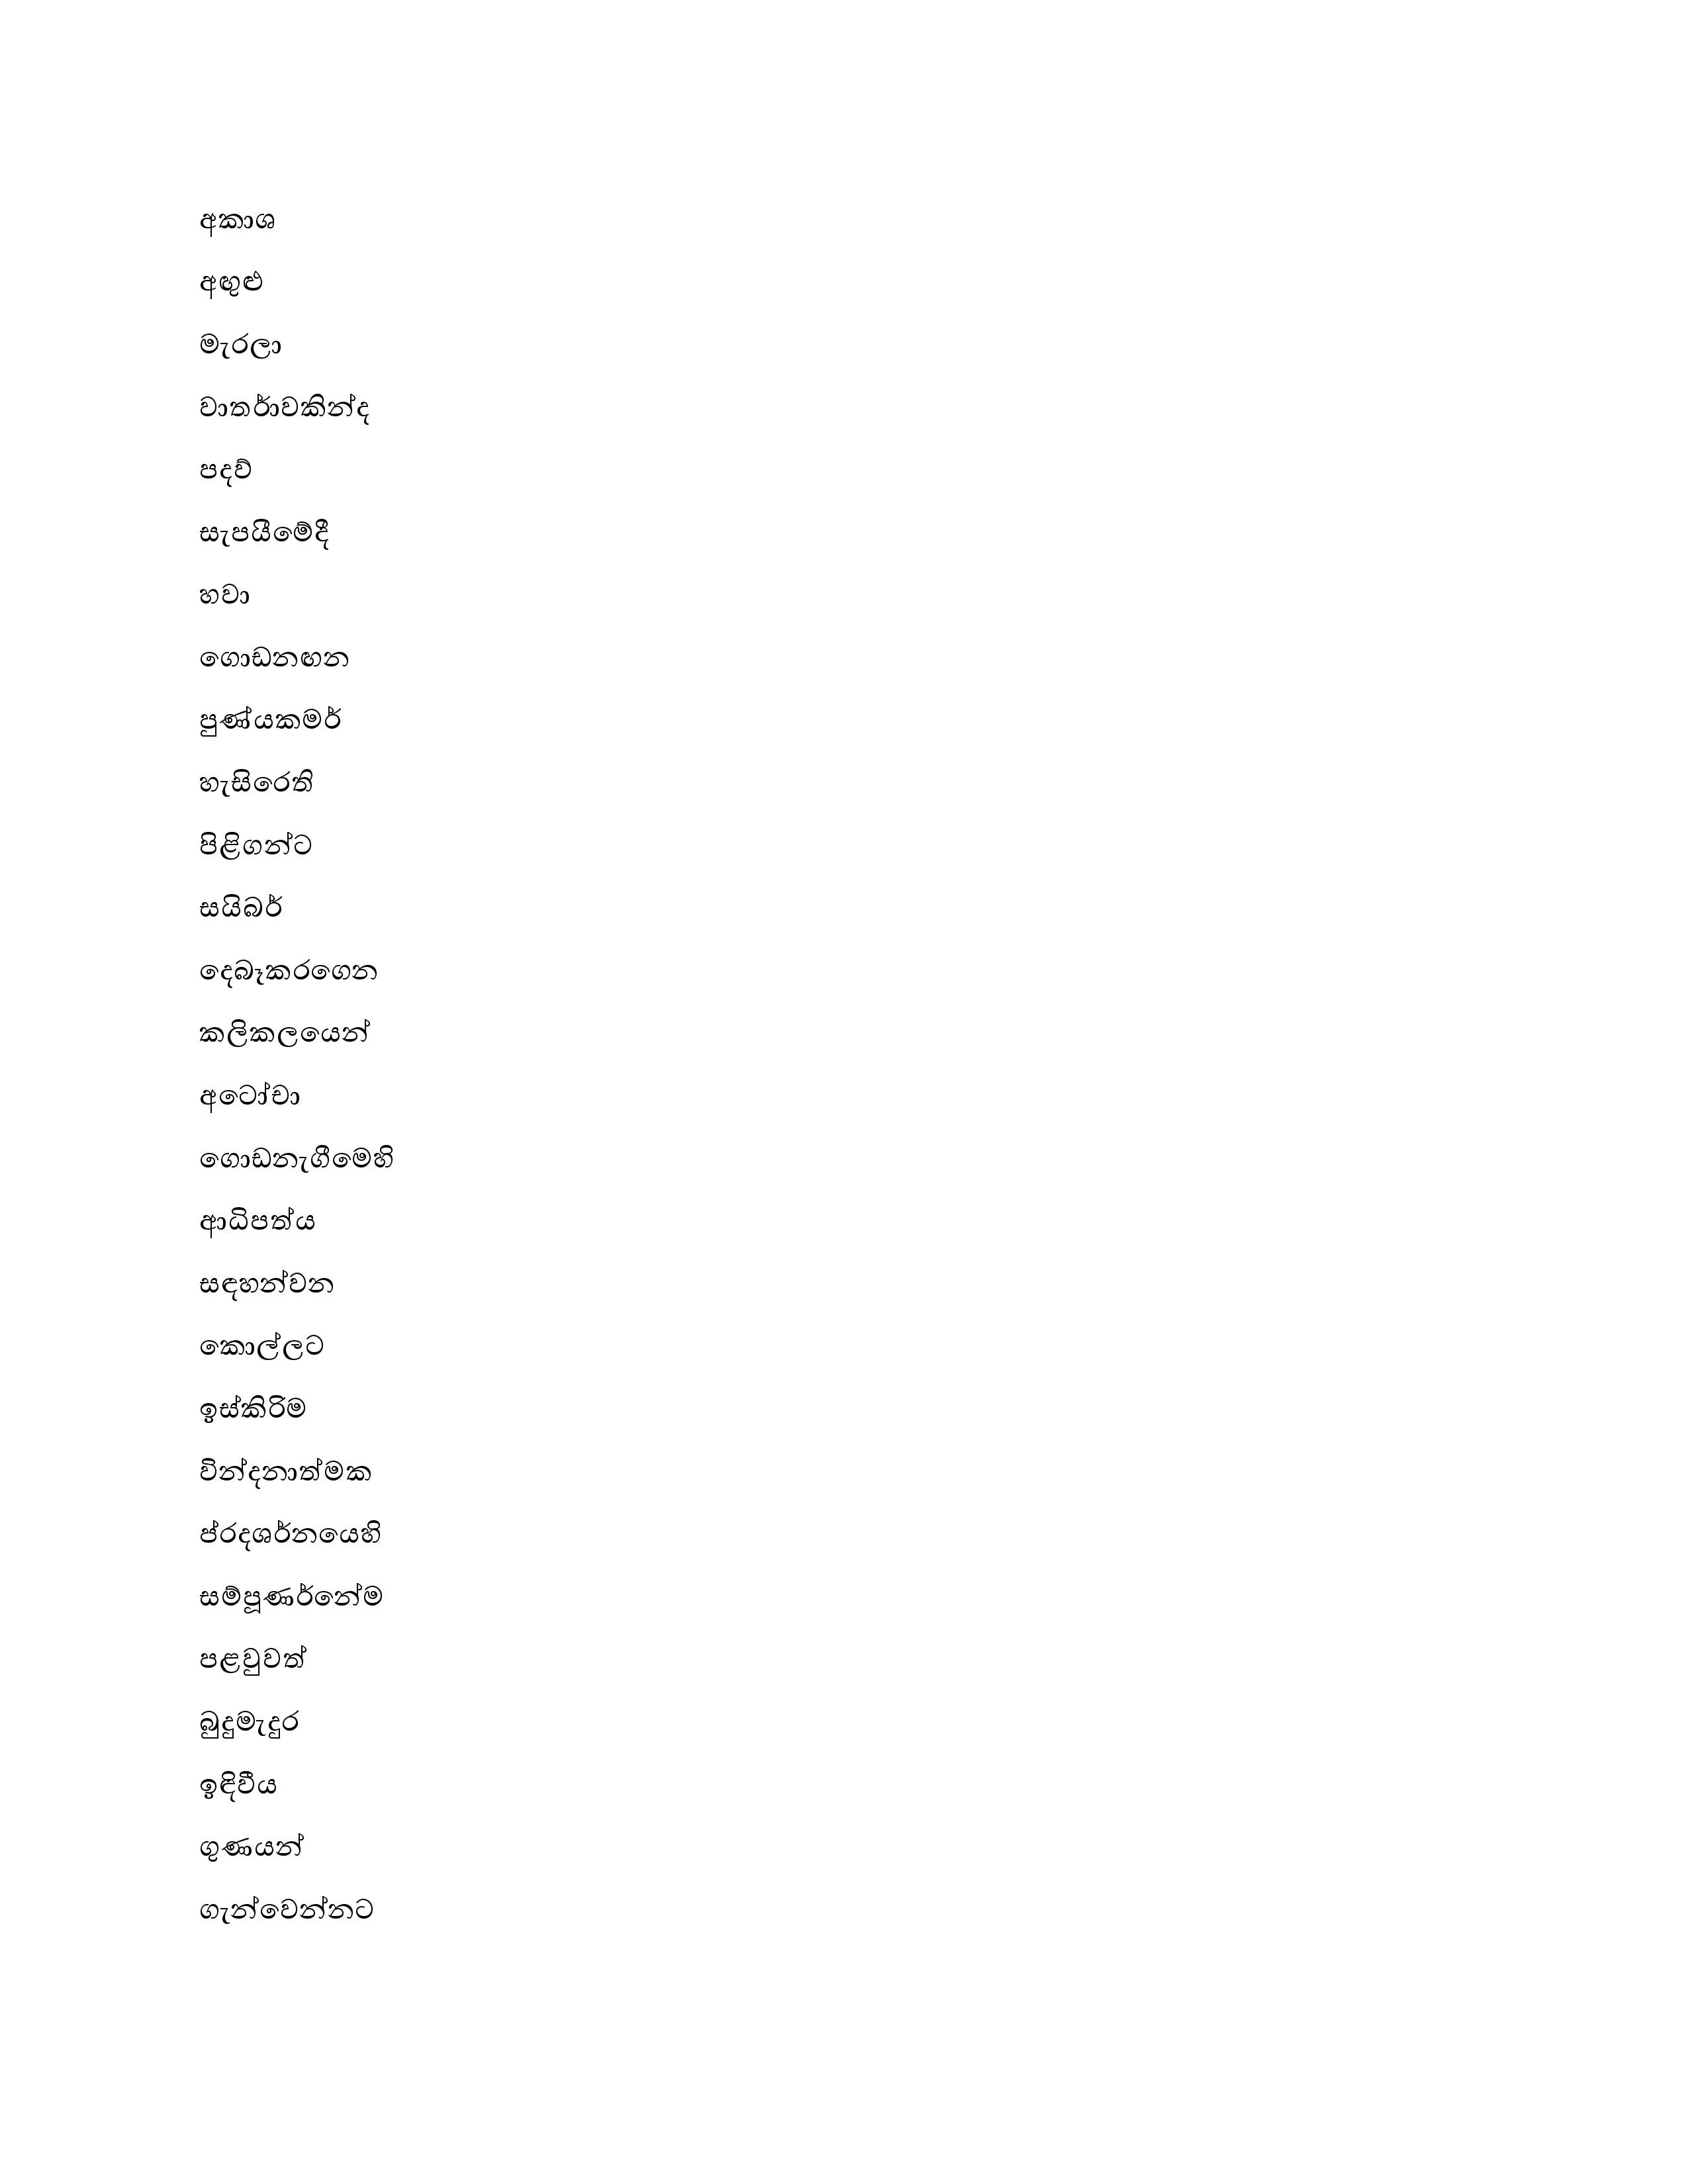 අකාශ
අඟුළු
මැරලා
වාතර්ාවකින්ද
පදව්
සැපයීමේදී
හවා
ගොඩනඟන
පුණ්යකමර්
හැසිරෙති
පිළිගන්ට
සයිබර්
දෙබෑකරගෙන
කලිකලයෙන්
අටෝචා
ගොඩනැගීමෙහි
ආධිපත්ය
සඳහන්වන
කොල්ලට
ඉස්කිරිම
වින්දනාත්මක
ප්රදශර්නයෙහි
සම්පූණර්නේම
පළවුවත්
බුදුමැදුර
ඉඳිවීය
ගුණයන්
ගැන්වෙන්නට